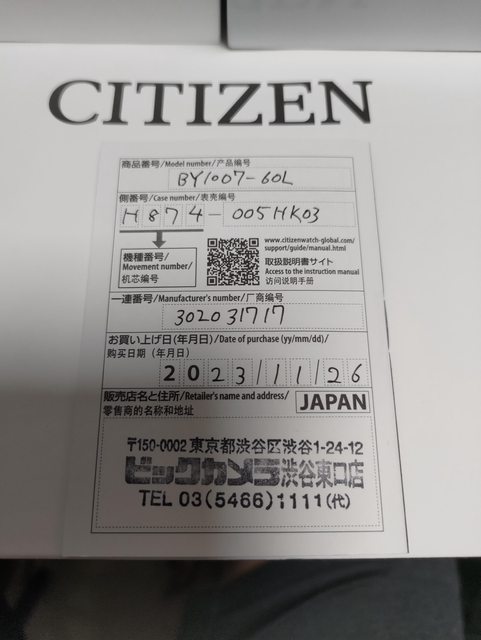 CITIZEN
商品番号/Model number/产品编号
BY1007-60L
側番号/Case number/表壳编号
H874-005HK03
機種番号/
Movement number/
机芯编号
www.citizenwatch-global.com/
support/guide/manual.html
取扱説明書サイト
Access to the instruction manual
访问说明手册
一連番号/Manufacturer's number/厂商编号
302031717
お買い上げ日(年月日)/Date of purchase (yy/mm/dd)/
购买日期（年月日）
2023/11/26
販売店名と住所/Retailer's name and address/
零售商的名称和地址
JAPAN
〒150-0002 東京都渋谷区渋谷1-24-12
ビックカメラ渋谷東口店
TEL 03(5466)1111(代)